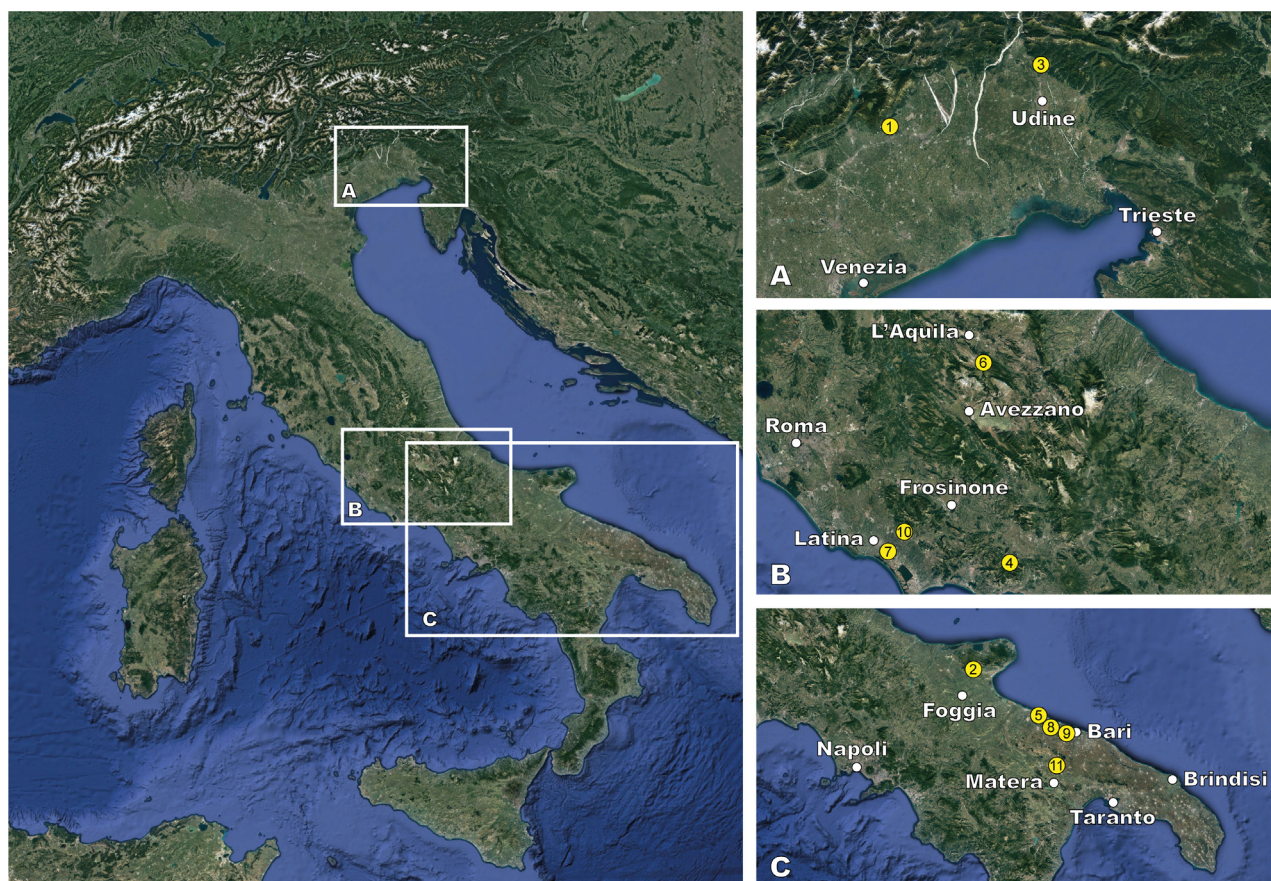 A
B
C
3
Udine
1
Trieste
Venezia
A
L'Aquila
6
Avezzano
Roma
Frosinone
10
Latina
7
4
B
2
Foggia
5
8
9
Bari
Napoli
11
Matera
Brindisi
Taranto
C